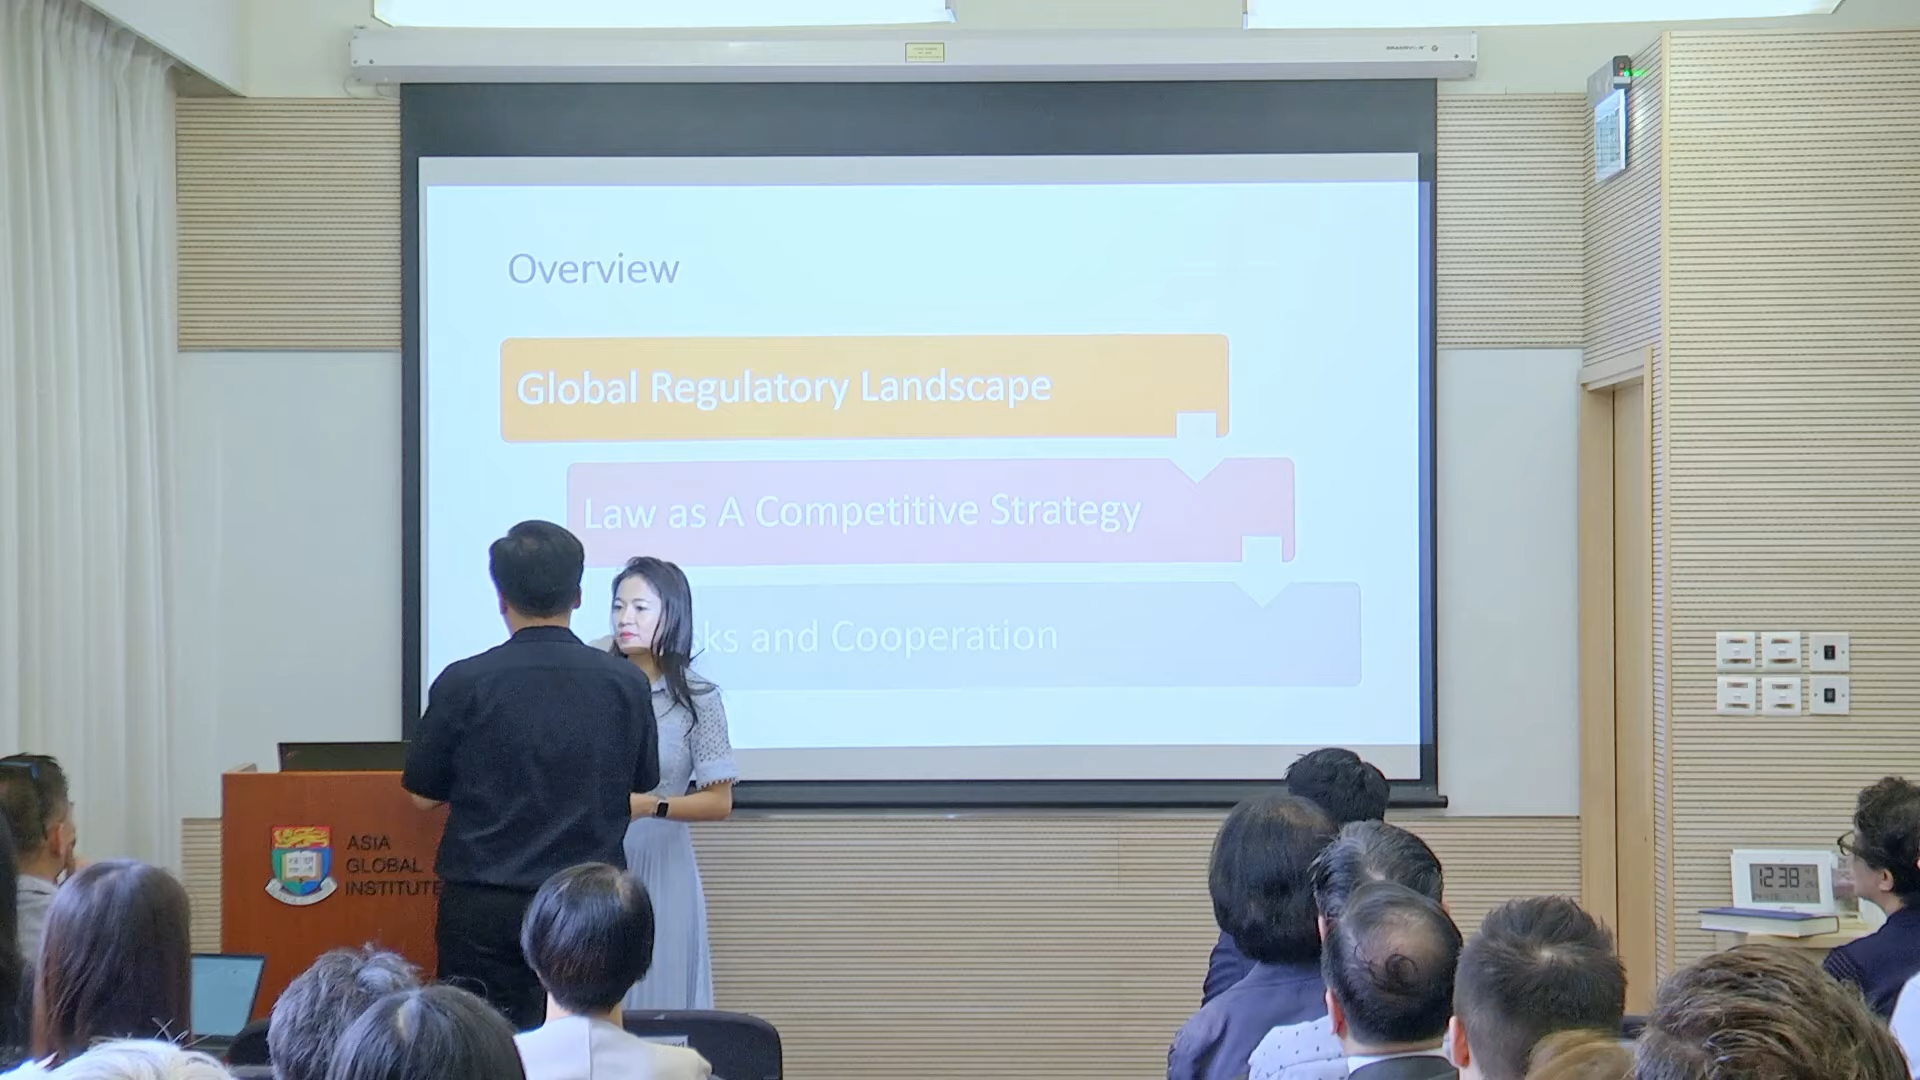 Overview
Global Regulatory Landscape
Law as A Competitive Strategy
and Cooperation
ASIA
GLOBAL
INSTITUTE
12:38